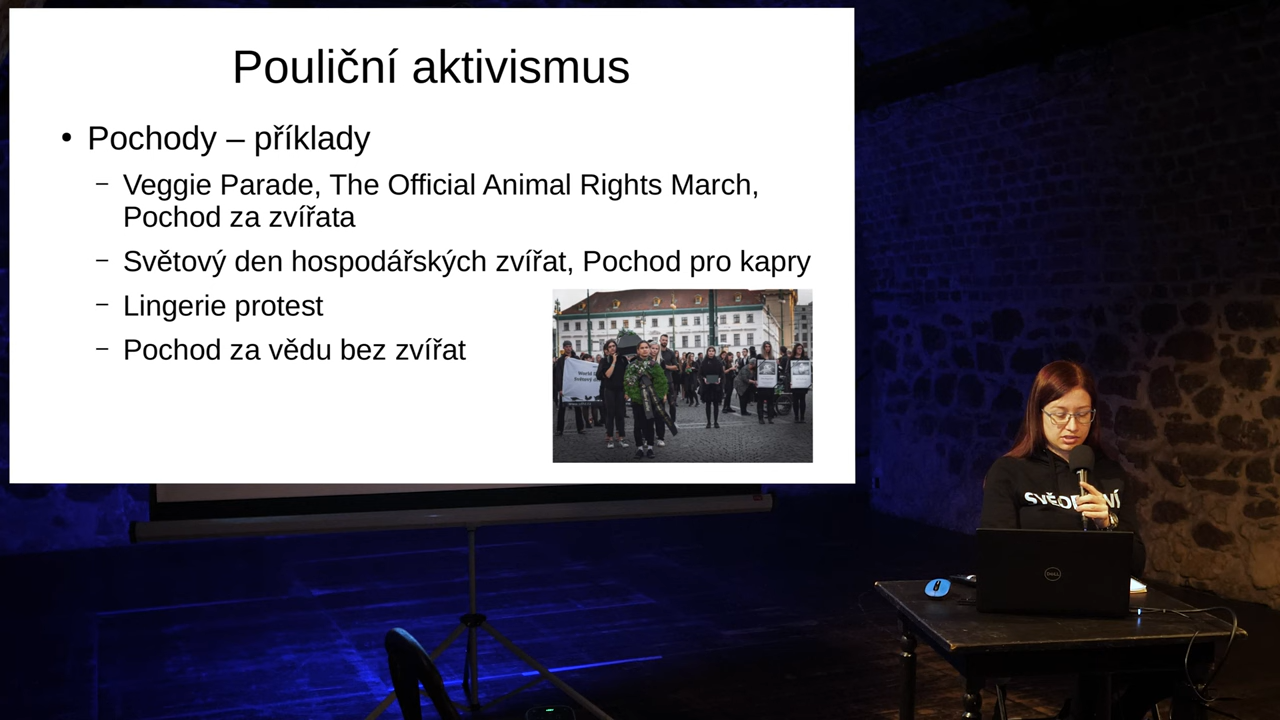 Pouliční aktivismus
● Pochody – příklady
– Veggie Parade, The Official Animal Rights March,
Pochod za zvířata
– Světový den hospodářských zvířat, Pochod pro kapry
– Lingerie protest
– Pochod za vědu bez zvířat
DELL